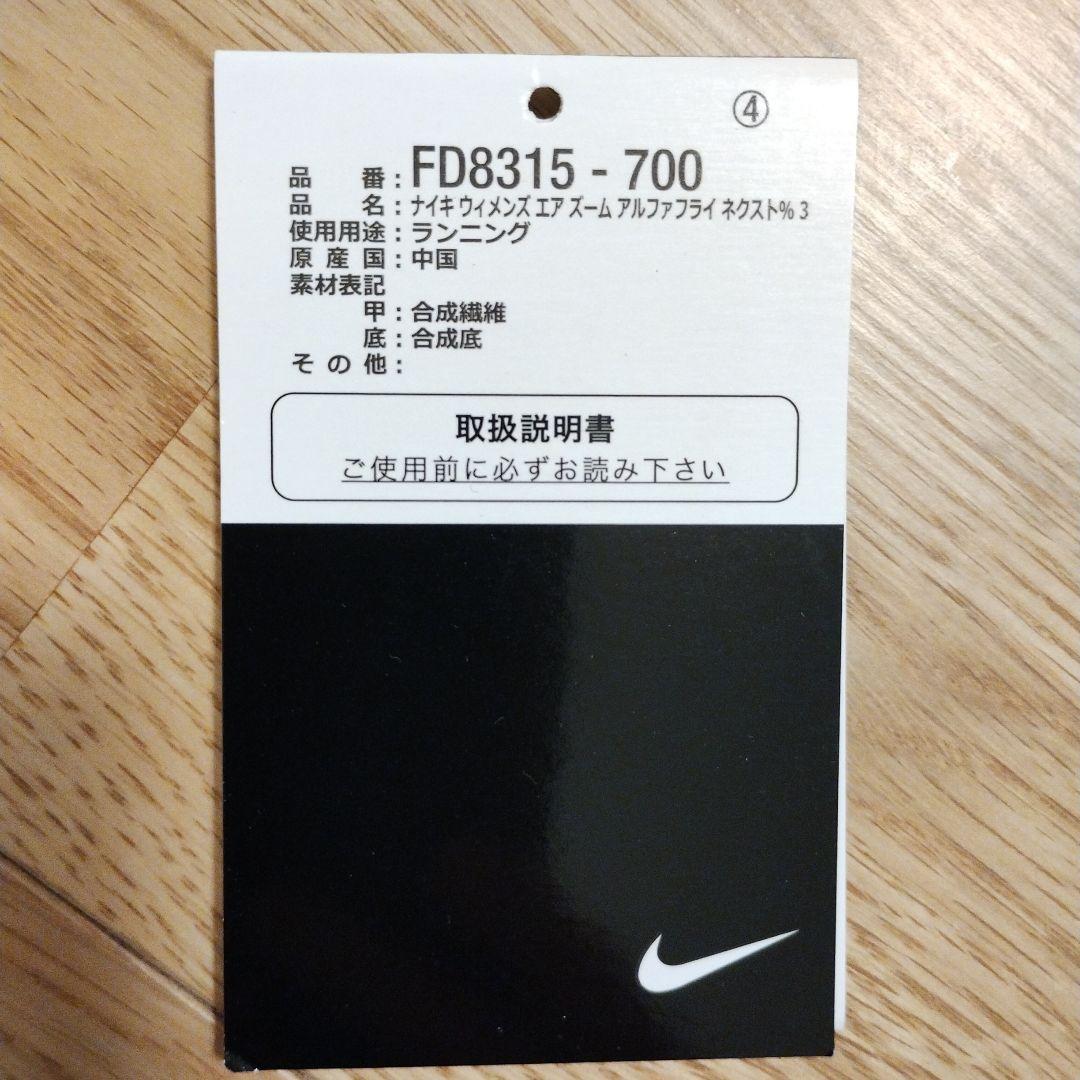 ④
品番:FD8315 - 700
品名:ナイキ ウィメンズ エア ズーム アルファフライ ネクスト% 3
使用用途:ランニング
原産国:中国
素材表記
甲:合成繊維
底:合成底
その他:
取扱説明書
ご使用前に必ずお読み下さい